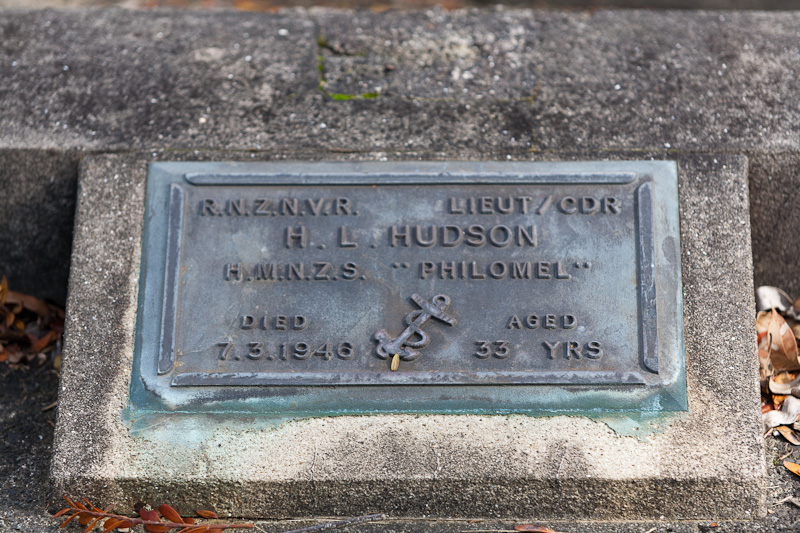 R.N.Z.N.V.R. LIEUT/CDR
H. L. HUDSON
H.M.N.Z.S. "PHILOMEL"
DIED AGED
7.3.1946 33 YRS